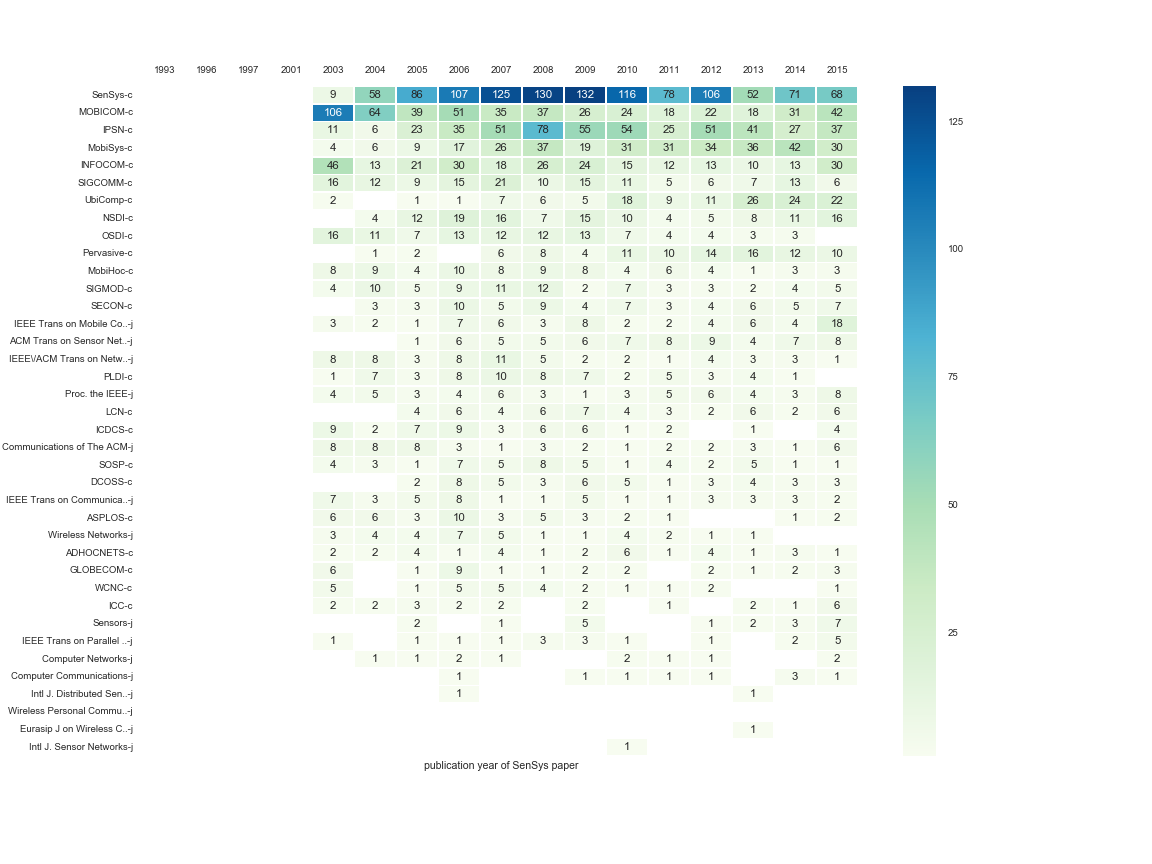 1993 1996 1997 2001 2003 2004 2005 2006 2007 2008 2009 2010 2011 2012 2013 2014 2015
SenSys-c 9 58 86 107 125 130 132 116 78 106 52 71 68
MOBICOM-c 106 64 39 51 35 37 26 24 18 22 18 31 42
125
IPSN-c 11 6 23 35 51 78 55 54 25 51 41 27 37
MobiSys-c 4 6 9 17 26 37 19 31 31 34 36 42 30
INFOCOM-c 46 13 21 30 18 26 24 15 12 13 10 13 30
SIGCOMM-c 16 12 9 15 21 10 15 11 5 6 7 13 6
UbiComp-c 2 1 1 7 6 5 18 9 11 26 24 22
NSDI-c 4 12 19 16 7 15 10 4 5 8 11 16
OSDI-c 16 11 7 13 12 12 13 7 4 4 3 3
100
Pervasive-c 1 2 6 8 4 11 10 14 16 12 10
MobiHoc-c 8 9 4 10 8 9 8 4 6 4 1 3 3
SIGMOD-c 4 10 5 9 11 12 2 7 3 3 2 4 5
SECON-c 3 3 10 5 9 4 7 3 4 6 5 7
IEEE Trans on Mobile Co..-j 3 2 1 7 6 3 8 2 2 4 6 4 18
ACM Trans on Sensor Net..-j 1 6 5 5 6 7 8 9 4 7 8
IEEE\/ACM Trans on Netw..-j 8 8 3 8 11 5 2 2 1 4 3 3 1
PLDI-c 1 7 3 8 10 8 7 2 5 3 4 1
75
Proc. the IEEE-j 4 5 3 4 6 3 1 3 5 6 4 3 8
LCN-c 4 6 4 6 7 4 3 2 6 2 6
ICDCS-c 9 2 7 9 3 6 6 1 2 1 4
Communications of The ACM-j 8 8 8 3 1 3 2 1 2 2 3 1 6
SOSP-c 4 3 1 7 5 8 5 1 4 2 5 1 1
DCOSS-c 2 8 5 3 6 5 1 3 4 3 3
IEEE Trans on Communica..-j 7 3 5 8 1 1 5 1 1 3 3 3 2
50
ASPLOS-c 6 6 3 10 3 5 3 2 1 1 2
Wireless Networks-j 3 4 4 7 5 1 1 4 2 1 1
ADHOCNETS-c 2 2 4 1 4 1 2 6 1 4 1 3 1
GLOBECOM-c 6 1 9 1 1 2 2 2 1 2 3
WCNC-c 5 1 5 5 4 2 1 1 2 1
ICC-c 2 2 3 2 2 2 1 2 1 6
Sensors-j 2 1 5 1 2 3 7
25
IEEE Trans on Parallel ..-j 1 1 1 1 3 3 1 1 2 5
Computer Networks-j 1 1 2 1 2 1 1 2
Computer Communications-j 1 1 1 1 1 3 1
Intl J. Distributed Sen..-j 1 1
Wireless Personal Commu..-j
Eurasip J on Wireless C..-j 1
Intl J. Sensor Networks-j 1
publication year of SenSys paper